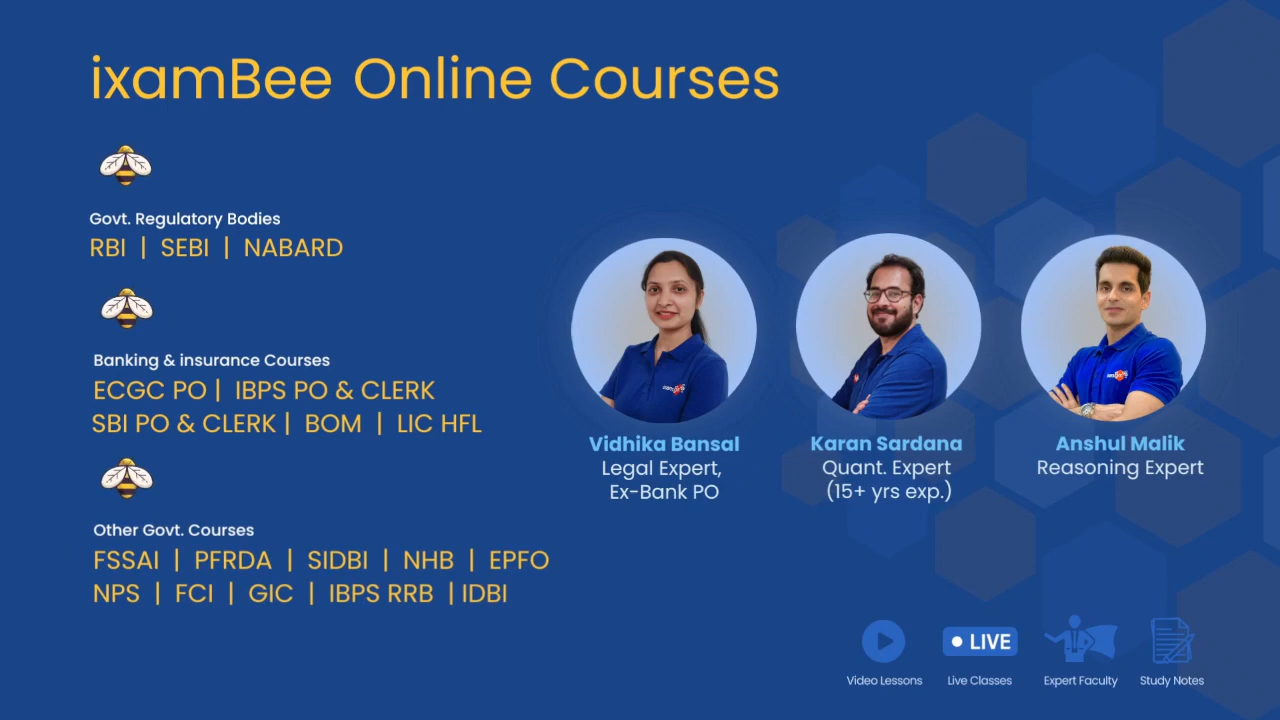 ixamBee Online Courses
Govt. Regulatory Bodies
RBI | SEBI | NABARD
Banking & insurance Courses
ECGC PO | IBPS PO & CLERK
SBI PO & CLERK | BOM | LIC HFL
Other Govt. Courses
FSSAI | PFRDA | SIDBI | NHB | EPFO
NPS | FCI | GIC | IBPS RRB | IDBI
Vidhika Bansal
Legal Expert,
Ex-Bank PO
Karan Sardana
Quant. Expert
(15+ yrs exp.)
Anshul Malik
Reasoning Expert
LIVE
Video Lessons
Live Classes
Expert Faculty
Study Notes